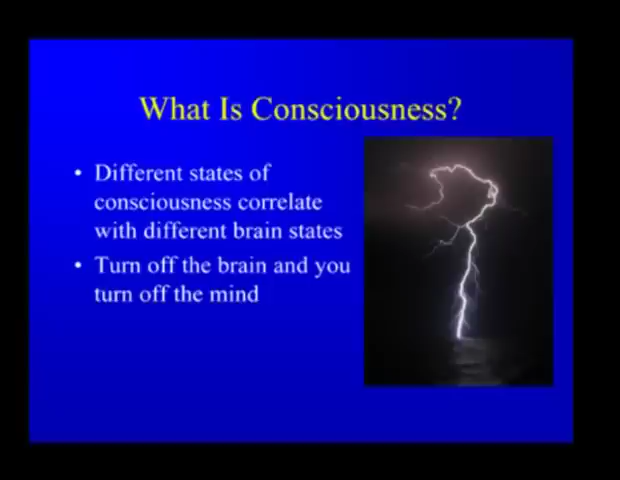 What Is Consciousness?
• Different states of
consciousness correlate
with different brain states
• Turn off the brain and you
turn off the mind